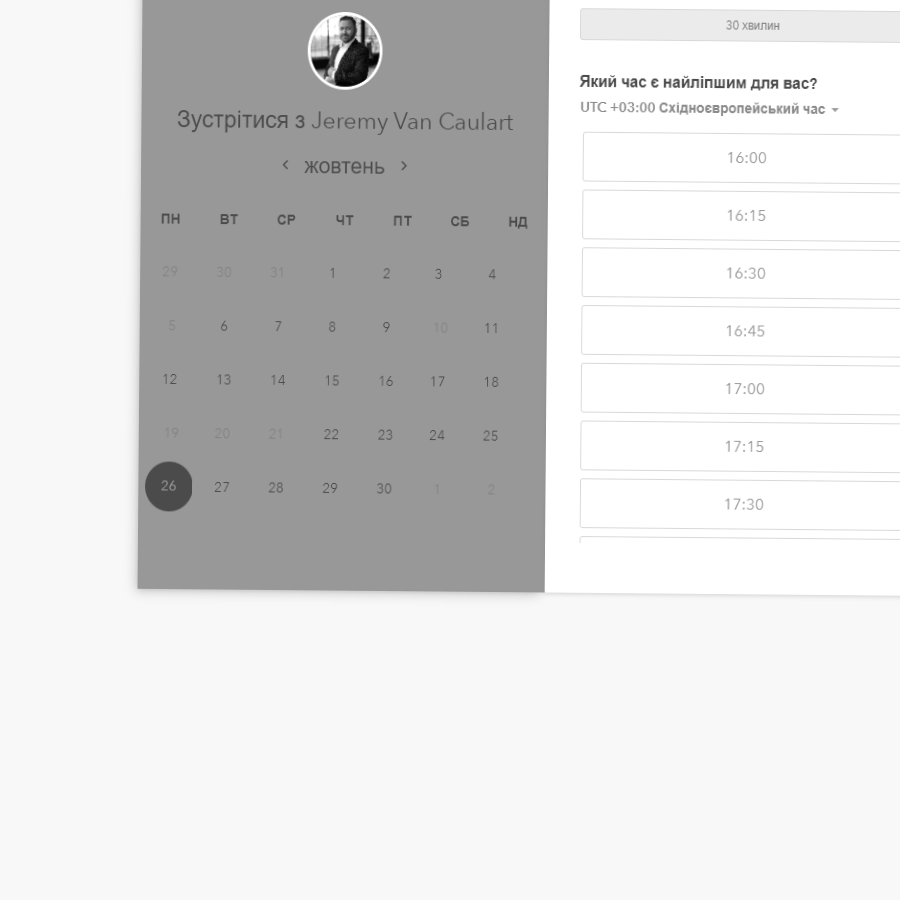 Зустрітися з Jeremy Van Caulart
‹ жовтень ›
ПН ВТ СР ЧТ ПТ СБ НД
29 30 31 1 2 3 4
5 6 7 8 9 10 11
12 13 14 15 16 17 18
19 20 21 22 23 24 25
26 27 28 29 30 1 2
30 хвилин
Який час є найліпшим для вас?
UTC +03:00 Східноєвропейський час
16:00
16:15
16:30
16:45
17:00
17:15
17:30